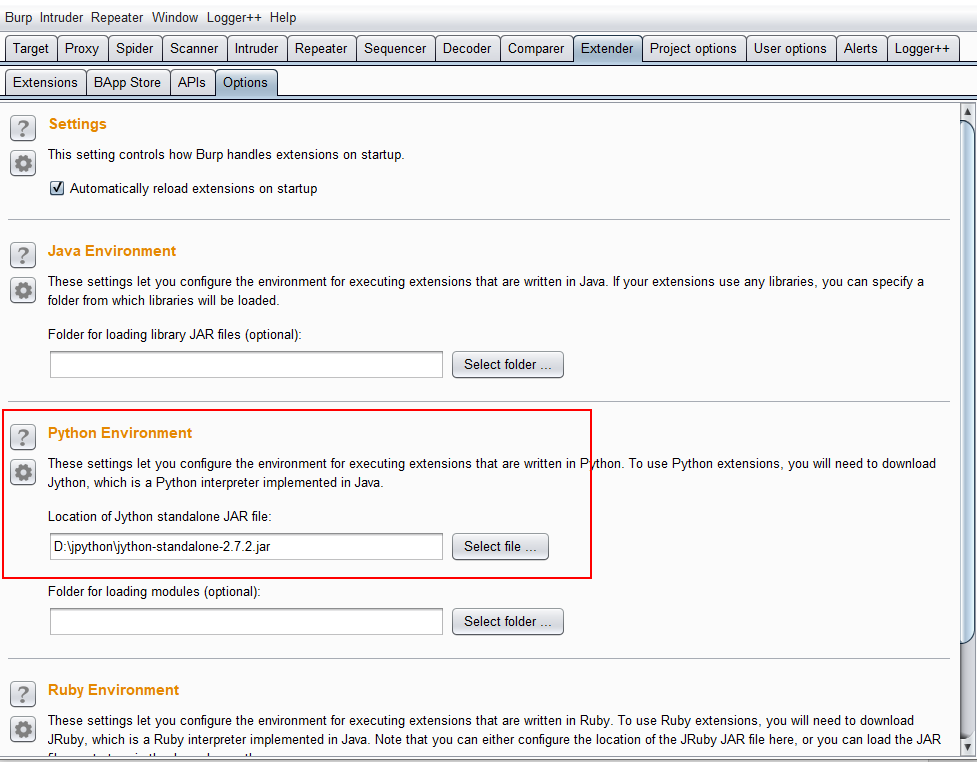 Burp Intruder Repeater Window Logger++ Help
Target Proxy Spider Scanner Intruder Repeater Sequencer Decoder Comparer Extender Project options User options Alerts Logger++
Extensions BApp Store APIs Options
? Settings
This setting controls how Burp handles extensions on startup.
Automatically reload extensions on startup
? Java Environment
These settings let you configure the environment for executing extensions that are written in Java. If your extensions use any libraries, you can specify a
folder from which libraries will be loaded.
Folder for loading library JAR files (optional):
Select folder ...
? Python Environment
These settings let you configure the environment for executing extensions that are written in Python. To use Python extensions, you will need to download
Jython, which is a Python interpreter implemented in Java.
Location of Jython standalone JAR file:
D:\jpython\jython-standalone-2.7.2.jar Select file ...
Folder for loading modules (optional):
Select folder ...
? Ruby Environment
These settings let you configure the environment for executing extensions that are written in Ruby. To use Ruby extensions, you will need to download
JRuby, which is a Ruby interpreter implemented in Java. Note that you can either configure the location of the JRuby JAR file here, or you can load the JAR